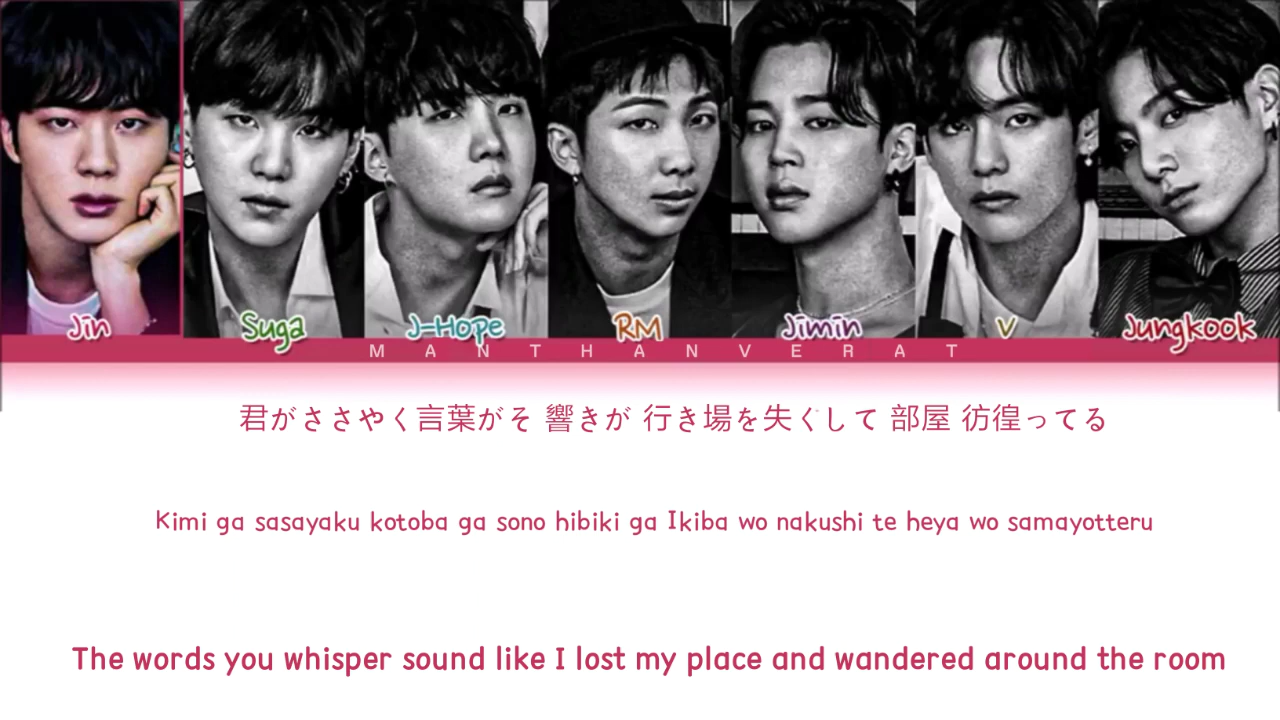 Jin Suga J-Hope RM Jimin V Jungkook
MANTHANVERAT
君がささやく言葉がそ 響きが 行き場を失くして 部屋 彷徨ってる
Kimi ga sasayaku kotoba ga sono hibiki ga Ikiba wo nakushi te heya wo samayotteru
The words you whisper sound like I lost my place and wandered around the room